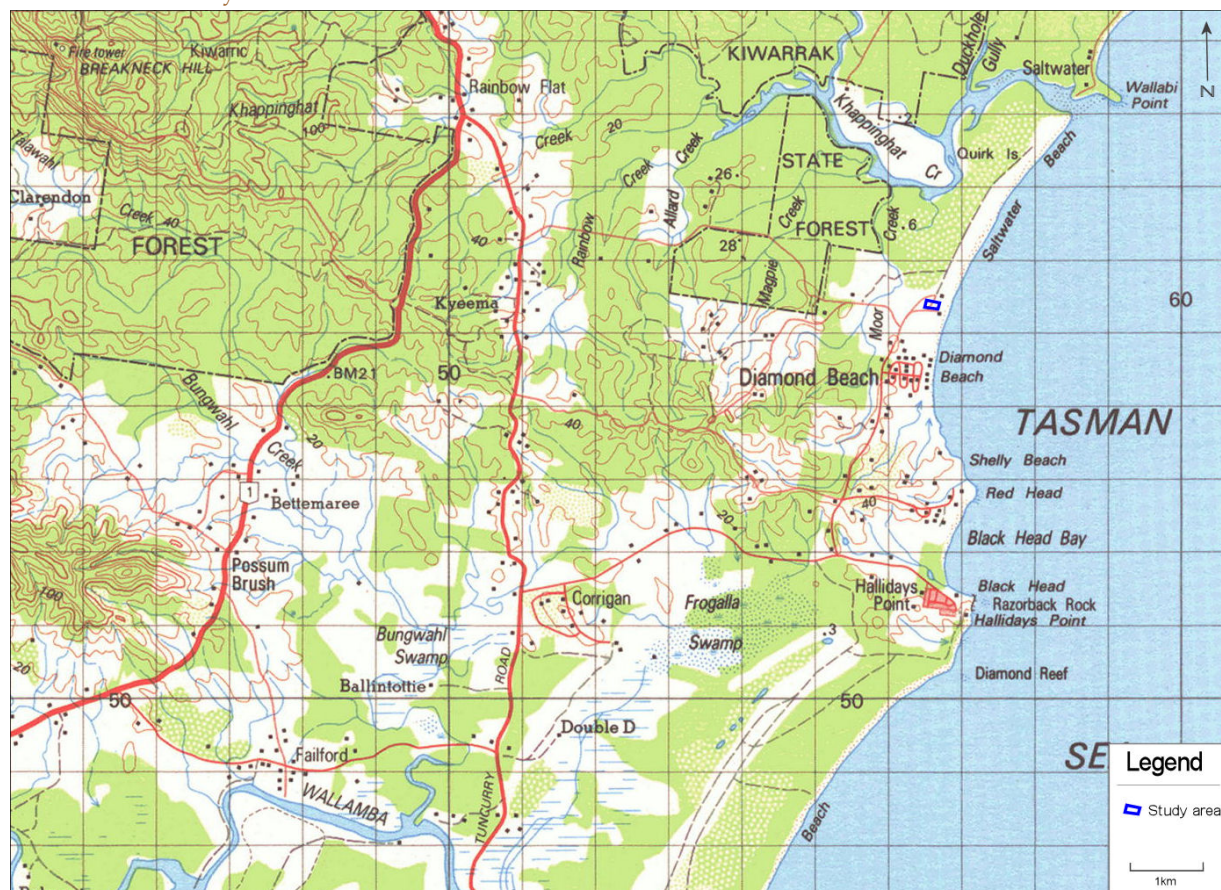 Fire tower
Kiwarric
BREAKNECK HILL
Rainbow Flat
KIWARRAK
Duckhole
Gully
Saltwater
N
Wallabi
Point
Khappinghat
100
Creek
20
Creek
Khappinghat
Cr
2
Quirk Is.
Beach
Talawahl
Clarendon
Creek 40
FOREST
STATE
FOREST
26
28
Creek
Allard
Creek
Creek
6
Rainbow
Magpie
Saltwater
40
Kyeema
60
Moor
BM21
50
Diamond Beach
Diamond
Beach
Bungwahl
Creek
20
40
TASMAN
Shelly Beach
Red Head
1
Bettemaree
40
20
Black Head Bay
Possum
Brush
100
Corrigan
Frogalla
Swamp
Hallidays
Point
Black Head
Razorback Rock
Hallidays Point
3
20
Bungwahl
Swamp
Ballintottie
ROAD
Diamond Reef
50
50
Double D
Failford
WALLAMBA
TUNCURRY
Beach
SE
Legend
Study area
1km